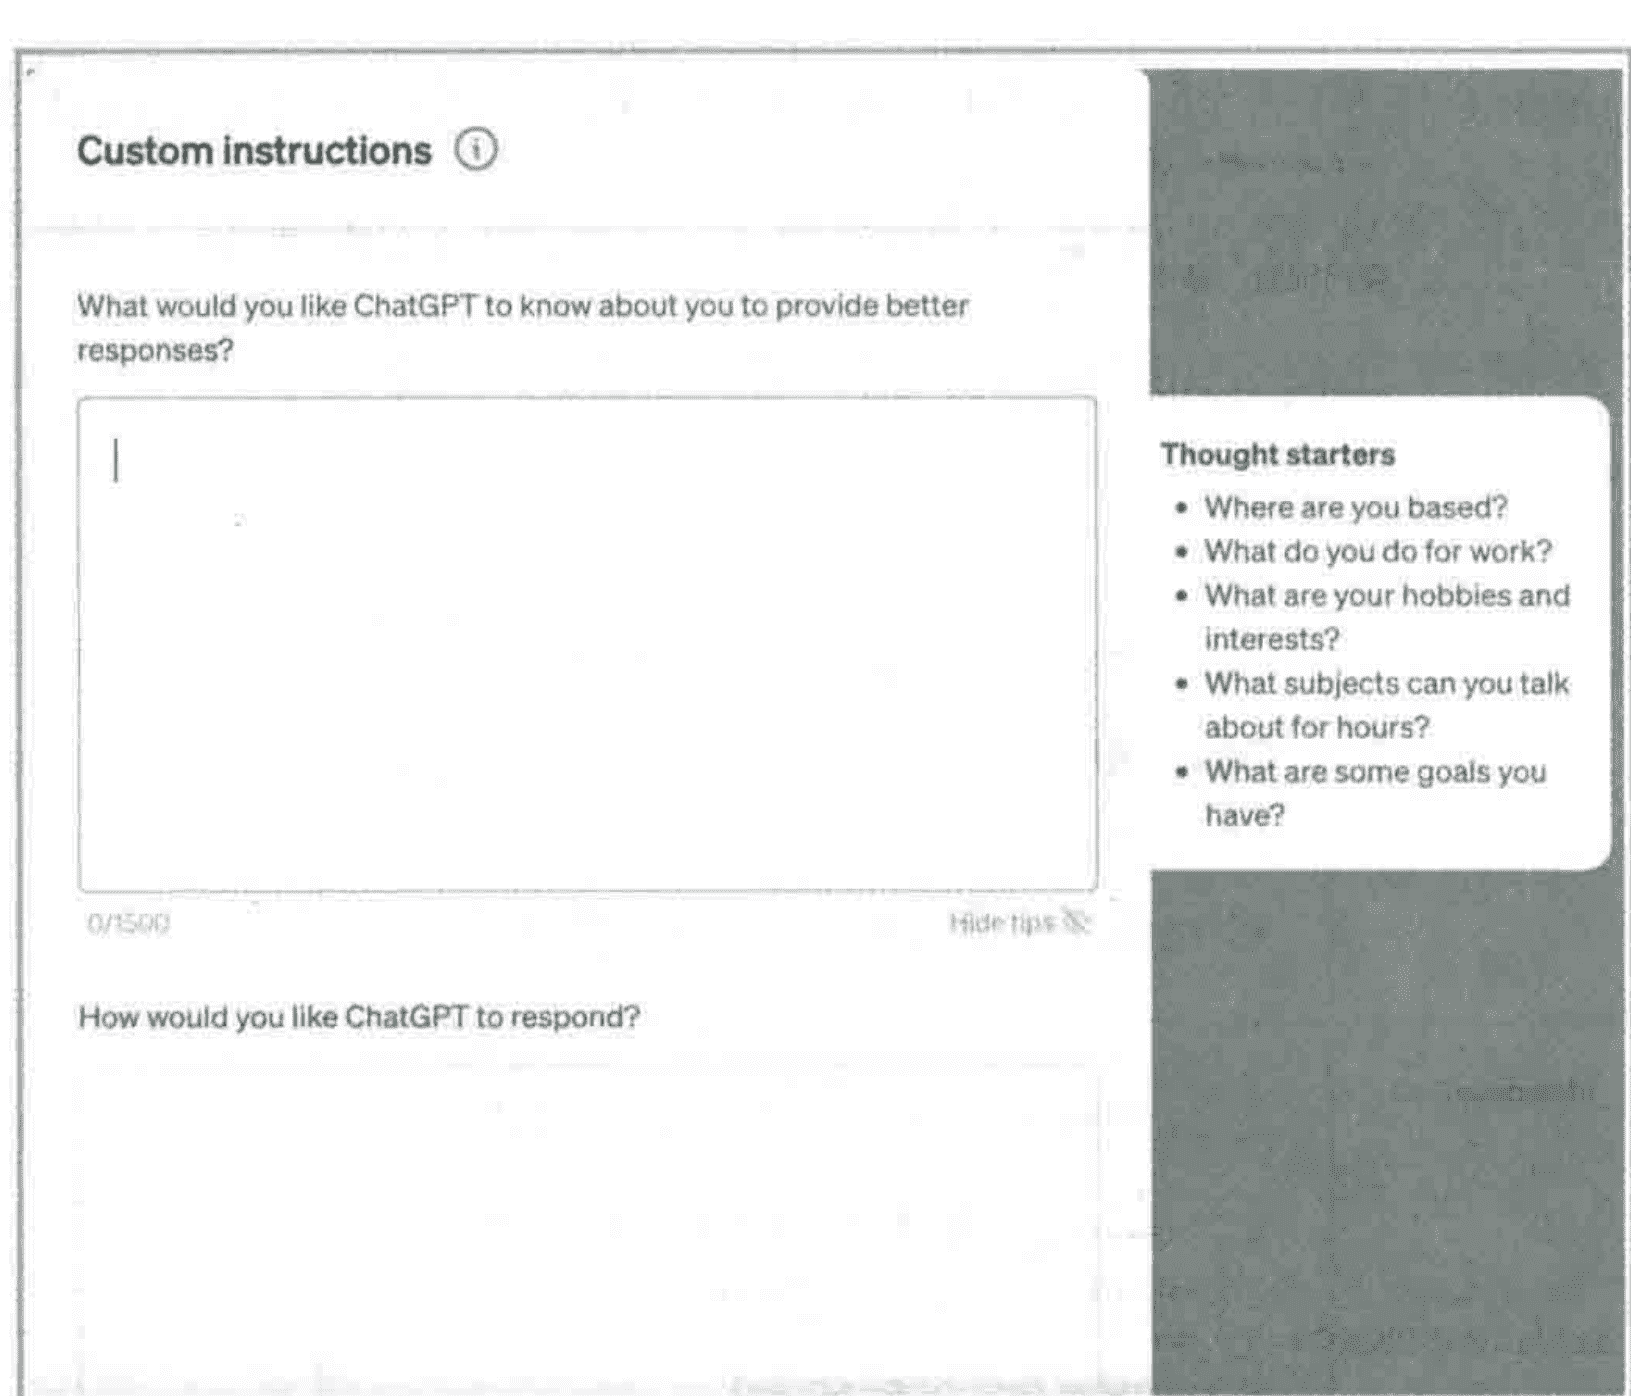 Custom instructions
What would you like ChatGPT to know about you to provide better
responses?
Thought starters
• Where are you based?
• What do you do for work?
• What are your hobbies and
interests?
• What subjects can you talk
about for hours?
• What are some goals you
have?
0/1500
Hide tips
How would you like ChatGPT to respond?